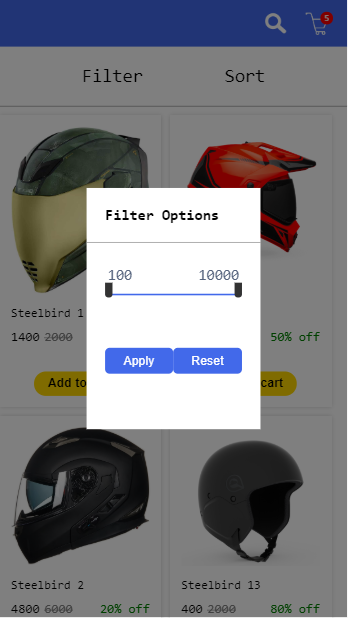 5
Filter Sort
Filter Options
100 10000
Steelbird 1
1400 2000 50% off
Apply Reset
Add to cart
Steelbird 2 Steelbird 13
4800 6000 20% off 400 2000 80% off